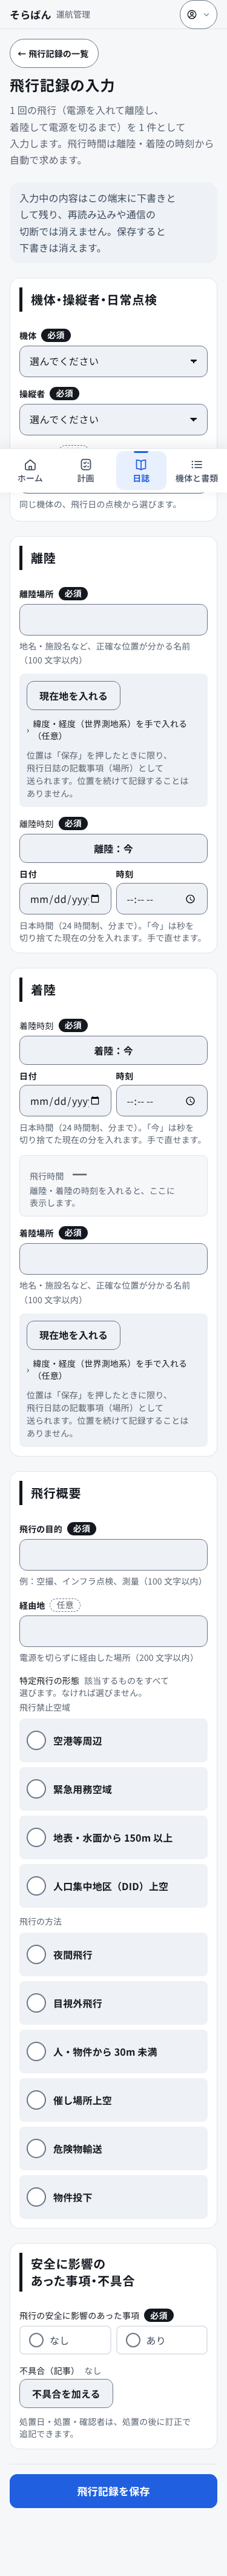 そらぱん 運航管理
← 飛行記録の一覧
飛行記録の入力
1 回の飛行（電源を入れて離陸し、
着陸して電源を切るまで）を 1 件として
入力します。飛行時間は離陸・着陸の時刻から
自動で求めます。
入力中の内容はこの端末に下書きと
して残り、再読み込みや通信の
切断では消えません。保存すると
下書きは消えます。
機体・操縦者・日常点検
機体 必須
選んでください
操縦者 必須
選んでください
ホーム 計画 日誌 機体と書類
同じ機体の、飛行日の点検から選びます。
離陸
離陸場所 必須
地名・施設名など、正確な位置が分かる名前
（100 文字以内）
現在地を入れる
› 緯度・経度（世界測地系）を手で入れる
（任意）
位置は「保存」を押したときに限り、
飛行日誌の記載事項（場所）として
送られます。位置を続けて記録することは
ありません。
離陸時刻 必須
離陸：今
日付 時刻
mm/dd/yyyy --:-- --
日本時間（24 時間制、分まで）。「今」は秒を
切り捨てた現在の分を入れます。手で直せます。
着陸
着陸時刻 必須
着陸：今
日付 時刻
mm/dd/yyyy --:-- --
日本時間（24 時間制、分まで）。「今」は秒を
切り捨てた現在の分を入れます。手で直せます。
飛行時間 —
離陸・着陸の時刻を入れると、ここに
表示します。
着陸場所 必須
地名・施設名など、正確な位置が分かる名前
（100 文字以内）
現在地を入れる
› 緯度・経度（世界測地系）を手で入れる
（任意）
位置は「保存」を押したときに限り、
飛行日誌の記載事項（場所）として
送られます。位置を続けて記録することは
ありません。
飛行概要
飛行の目的 必須
例：空撮、インフラ点検、測量（100 文字以内）
経由地 任意
電源を切らずに経由した場所（200 文字以内）
特定飛行の形態 該当するものをすべて
選びます。なければ選びません。
飛行禁止空域
空港等周辺
緊急用務空域
地表・水面から 150m 以上
人口集中地区（DID）上空
飛行の方法
夜間飛行
目視外飛行
人・物件から 30m 未満
催し場所上空
危険物輸送
物件投下
安全に影響の
あった事項・不具合
飛行の安全に影響のあった事項 必須
なし あり
不具合（記事） なし
不具合を加える
処置日・処置・確認者は、処置の後に訂正で
追記できます。
飛行記録を保存